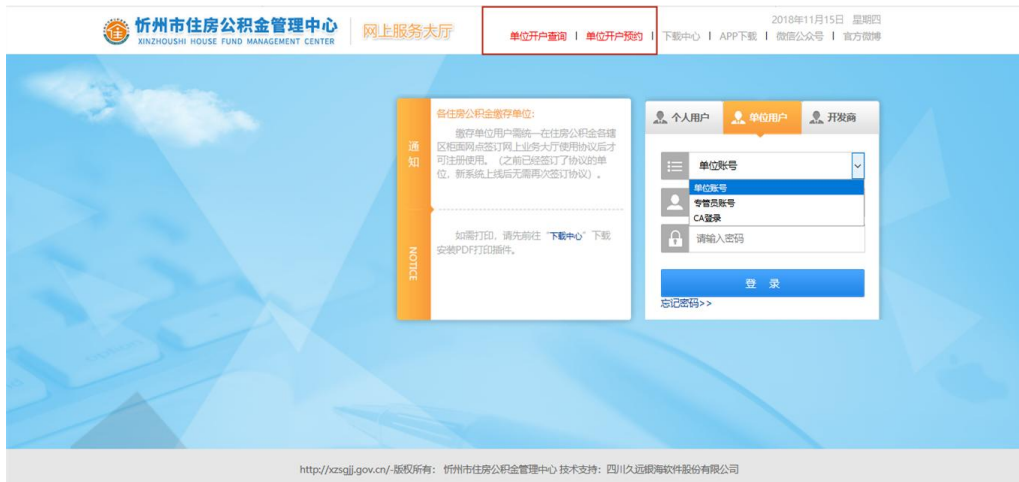 忻州市住房公积金管理中心
XINZHOUSHI HOUSE FUND MANAGEMENT CENTER
网上服务大厅
2018年11月15日 星期四
单位开户查询 | 单位开户预约 | 下载中心 | APP下载 | 微信公众号 | 官方微博
通知
NOTICE
各住房公积金缴存单位:
缴存单位用户需统一在住房公积金各辖
区柜面网点签订网上业务大厅使用协议后才
可注册使用。（之前已经签订了协议的单
位，新系统上线后无需再次签订协议）。
如需打印，请先前往“下载中心”下载
安装PDF打印插件。
个人用户 单位用户 开发商
单位账号
单位账号
专管员账号
CA登录
请输入密码
登 录
忘记密码>>
http://xzsgjj.gov.cn/-版权所有： 忻州市住房公积金管理中心 技术支持：四川久远银海软件股份有限公司